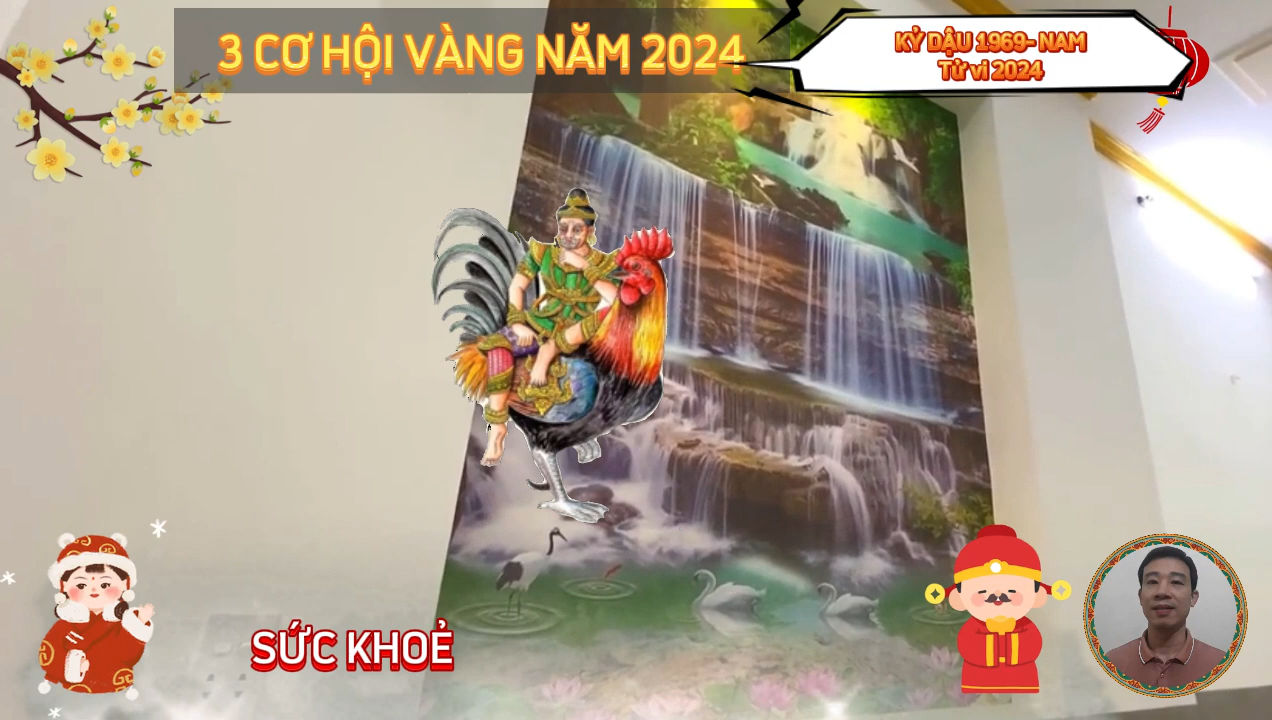 3 CƠ HỘI VÀNG NĂM 2024
KỶ DẬU 1969- NAM
Tử vi 2024
SỨC KHOẺ